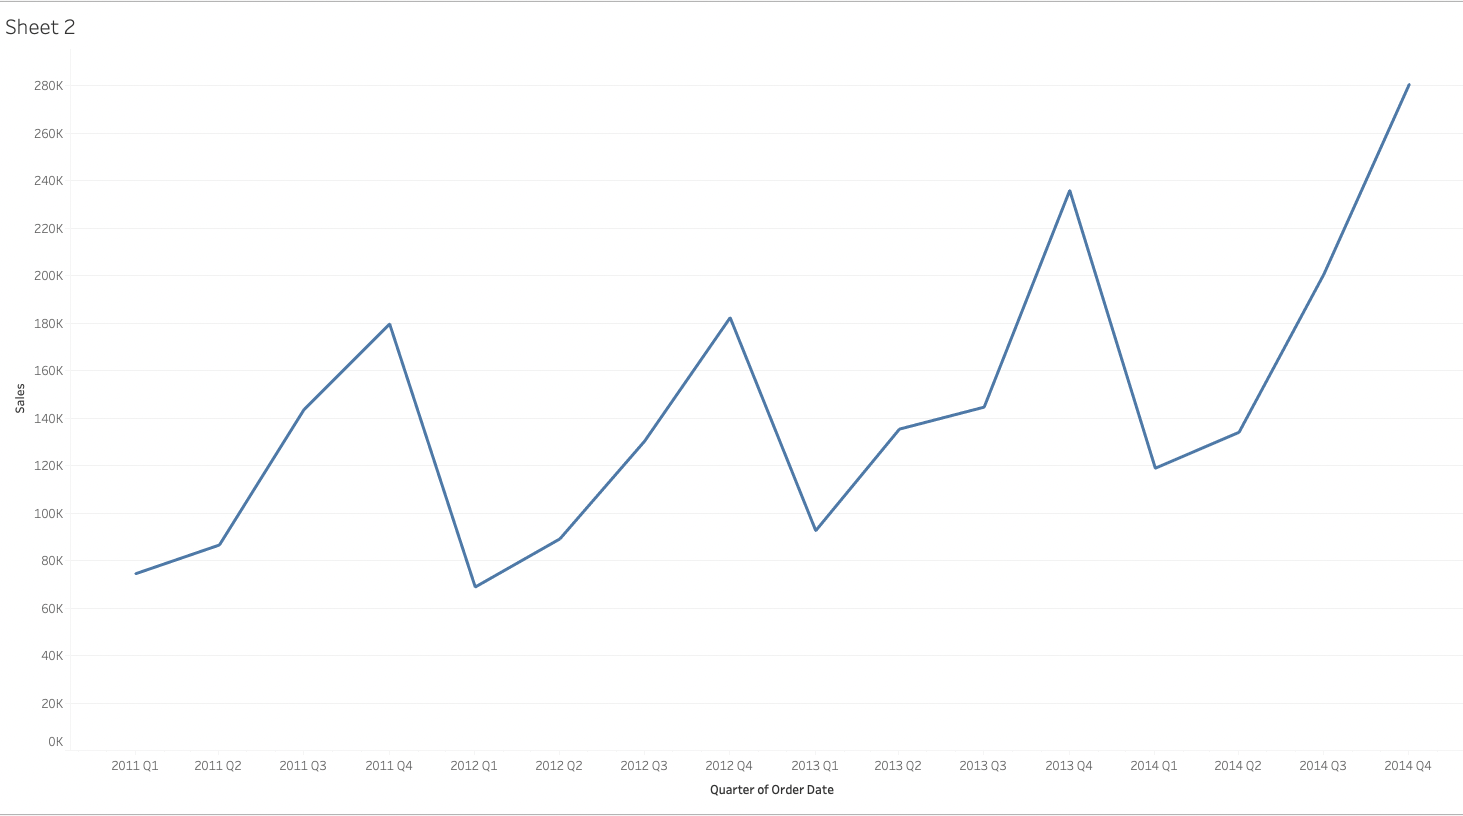 Sheet 2
280K
260K
240K
220K
200K
180K
160K
140K
120K
100K
80K
60K
40K
20K
0K
Sales
2011 Q1 2011 Q2 2011 Q3 2011 Q4 2012 Q1 2012 Q2 2012 Q3 2012 Q4 2013 Q1 2013 Q2 2013 Q3 2013 Q4 2014 Q1 2014 Q2 2014 Q3 2014 Q4
Quarter of Order Date